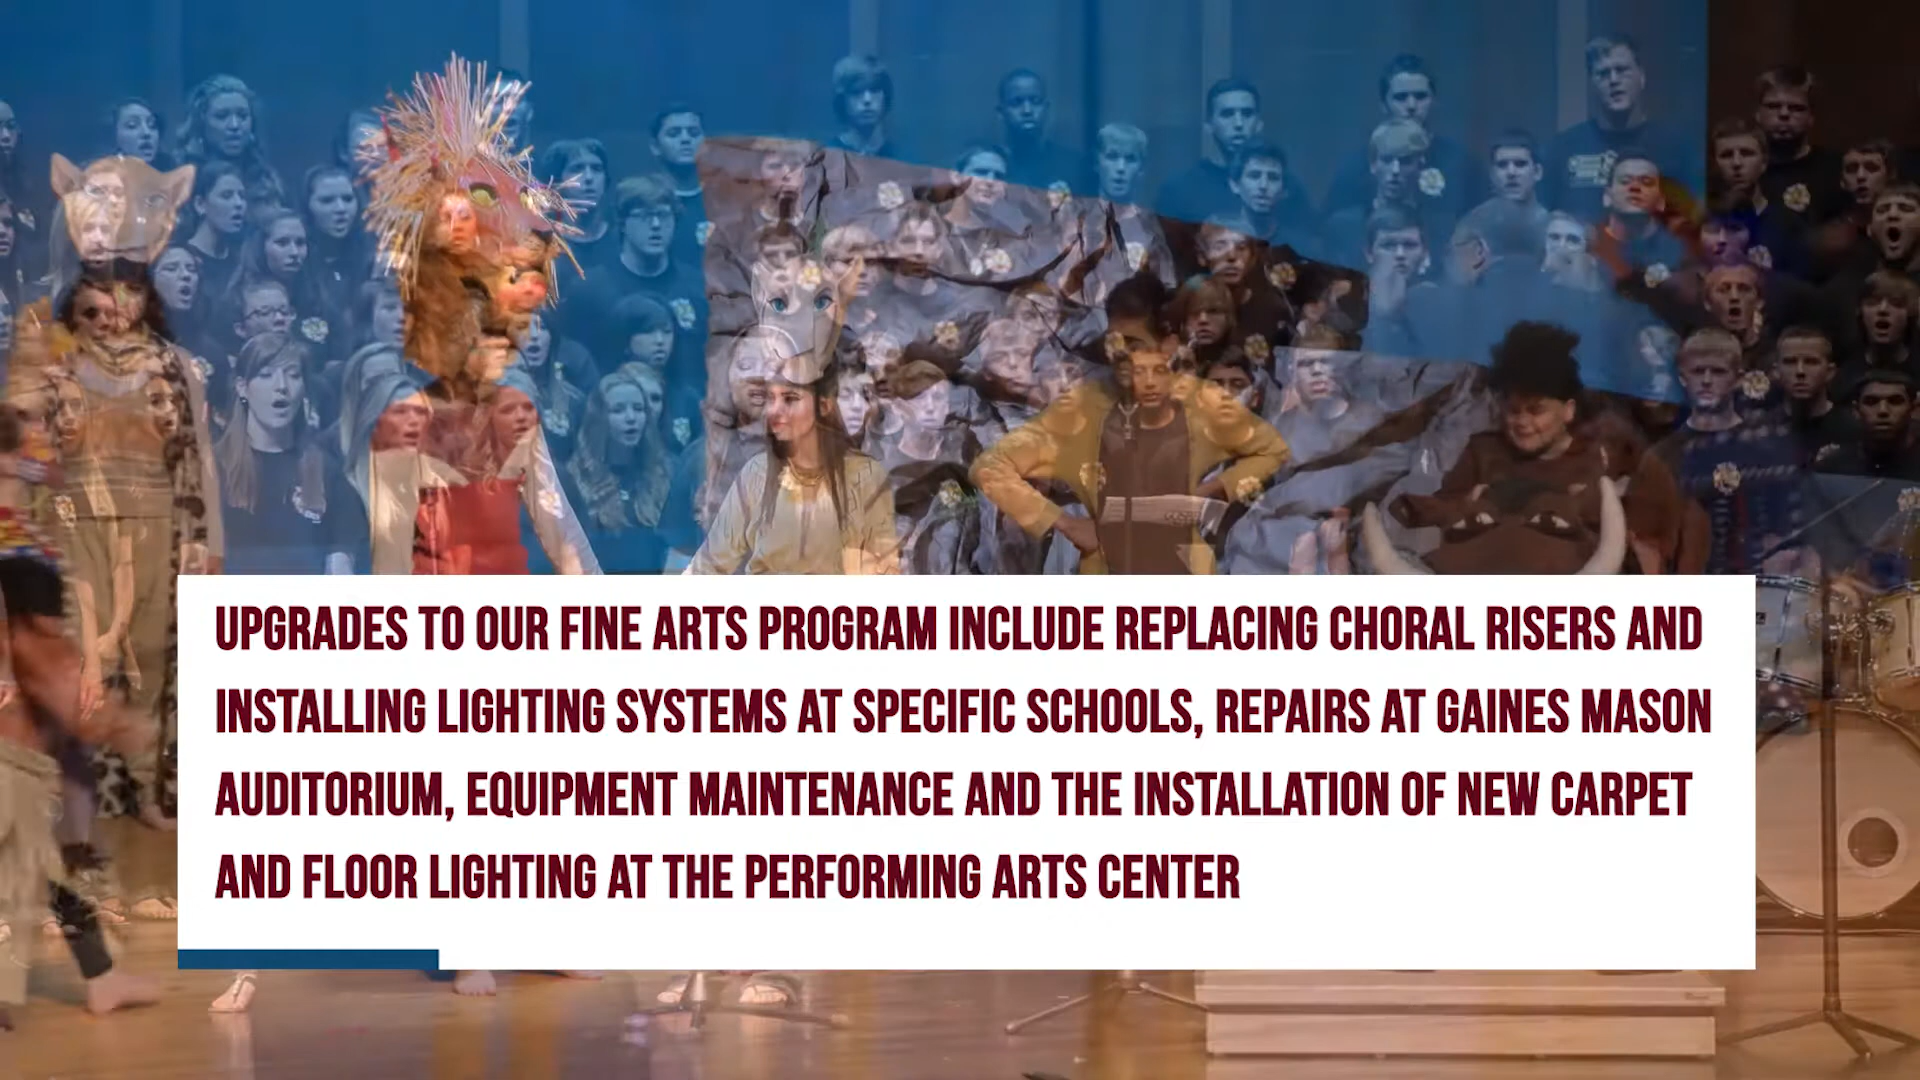 UPGRADES TO OUR FINE ARTS PROGRAM INCLUDE REPLACING CHORAL RISERS AND
INSTALLING LIGHTING SYSTEMS AT SPECIFIC SCHOOLS, REPAIRS AT GAINES MASON
AUDITORIUM, EQUIPMENT MAINTENANCE AND THE INSTALLATION OF NEW CARPET
AND FLOOR LIGHTING AT THE PERFORMING ARTS CENTER